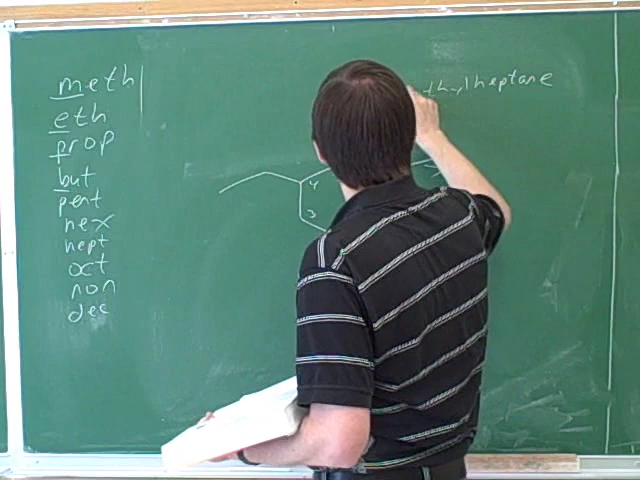 meth
thylheptane
eth
prop
but
pent
hex
hept
oct
non
dec
4
3